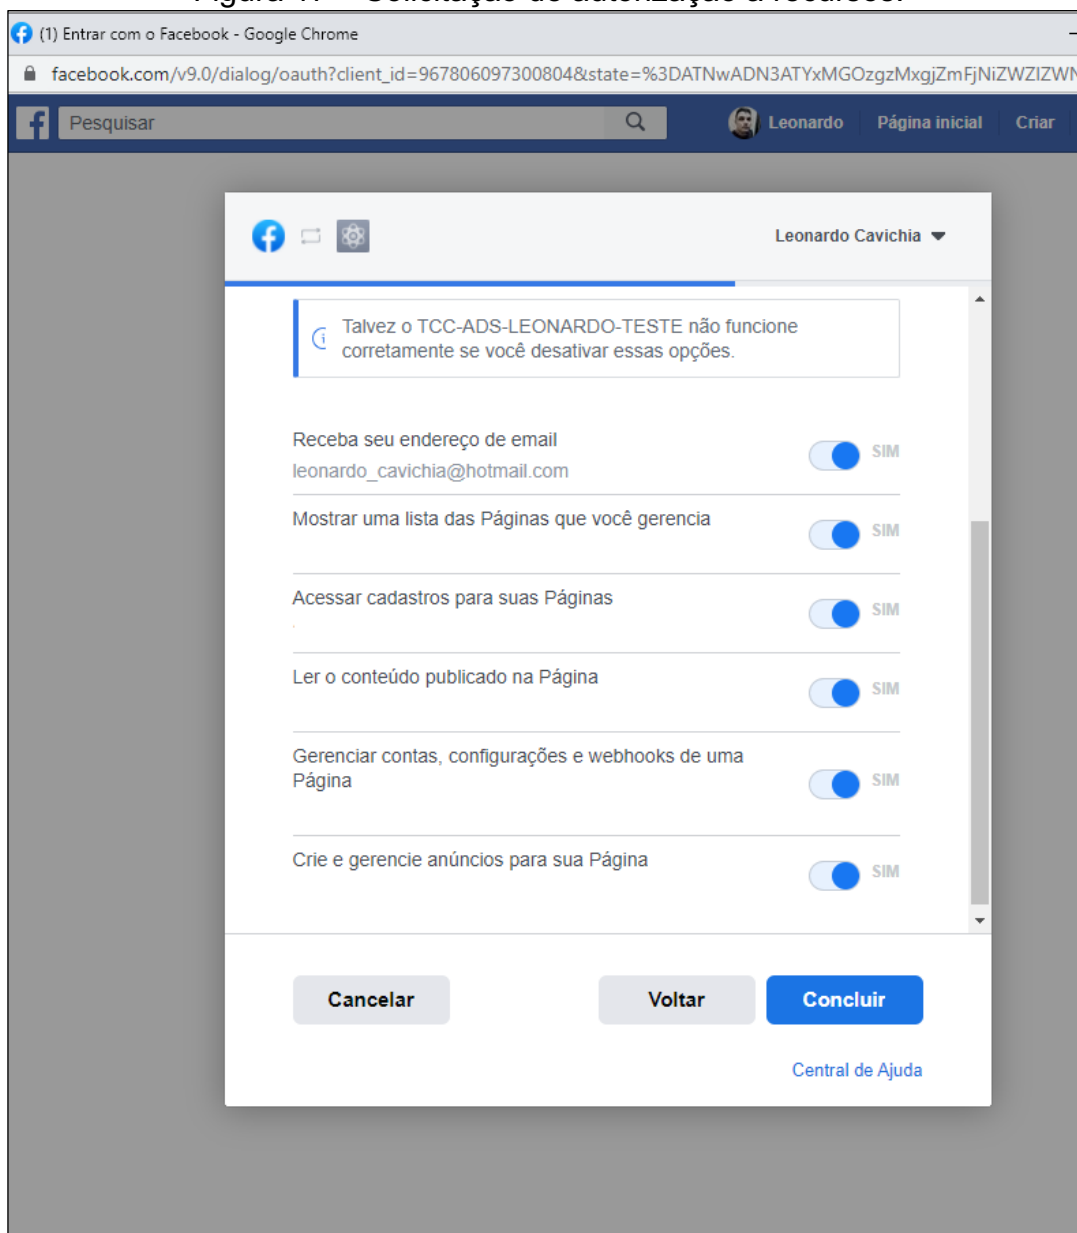 (1) Entrar com o Facebook - Google Chrome
facebook.com/v9.0/dialog/oauth?client_id=967806097300804&state=%3DATNwADN3ATYxMGOzgzMxgjZmFjNiZWZlZWN
Pesquisar
Leonardo
Página inicial
Criar
Leonardo Cavichia
Talvez o TCC-ADS-LEONARDO-TESTE não funcione
corretamente se você desativar essas opções.
Receba seu endereço de email
SIM
leonardo_cavichia@hotmail.com
Mostrar uma lista das Páginas que você gerencia
SIM
Acessar cadastros para suas Páginas
SIM
Ler o conteúdo publicado na Página
SIM
Gerenciar contas, configurações e webhooks de uma
Página
SIM
Crie e gerencie anúncios para sua Página
SIM
Cancelar
Voltar
Concluir
Central de Ajuda